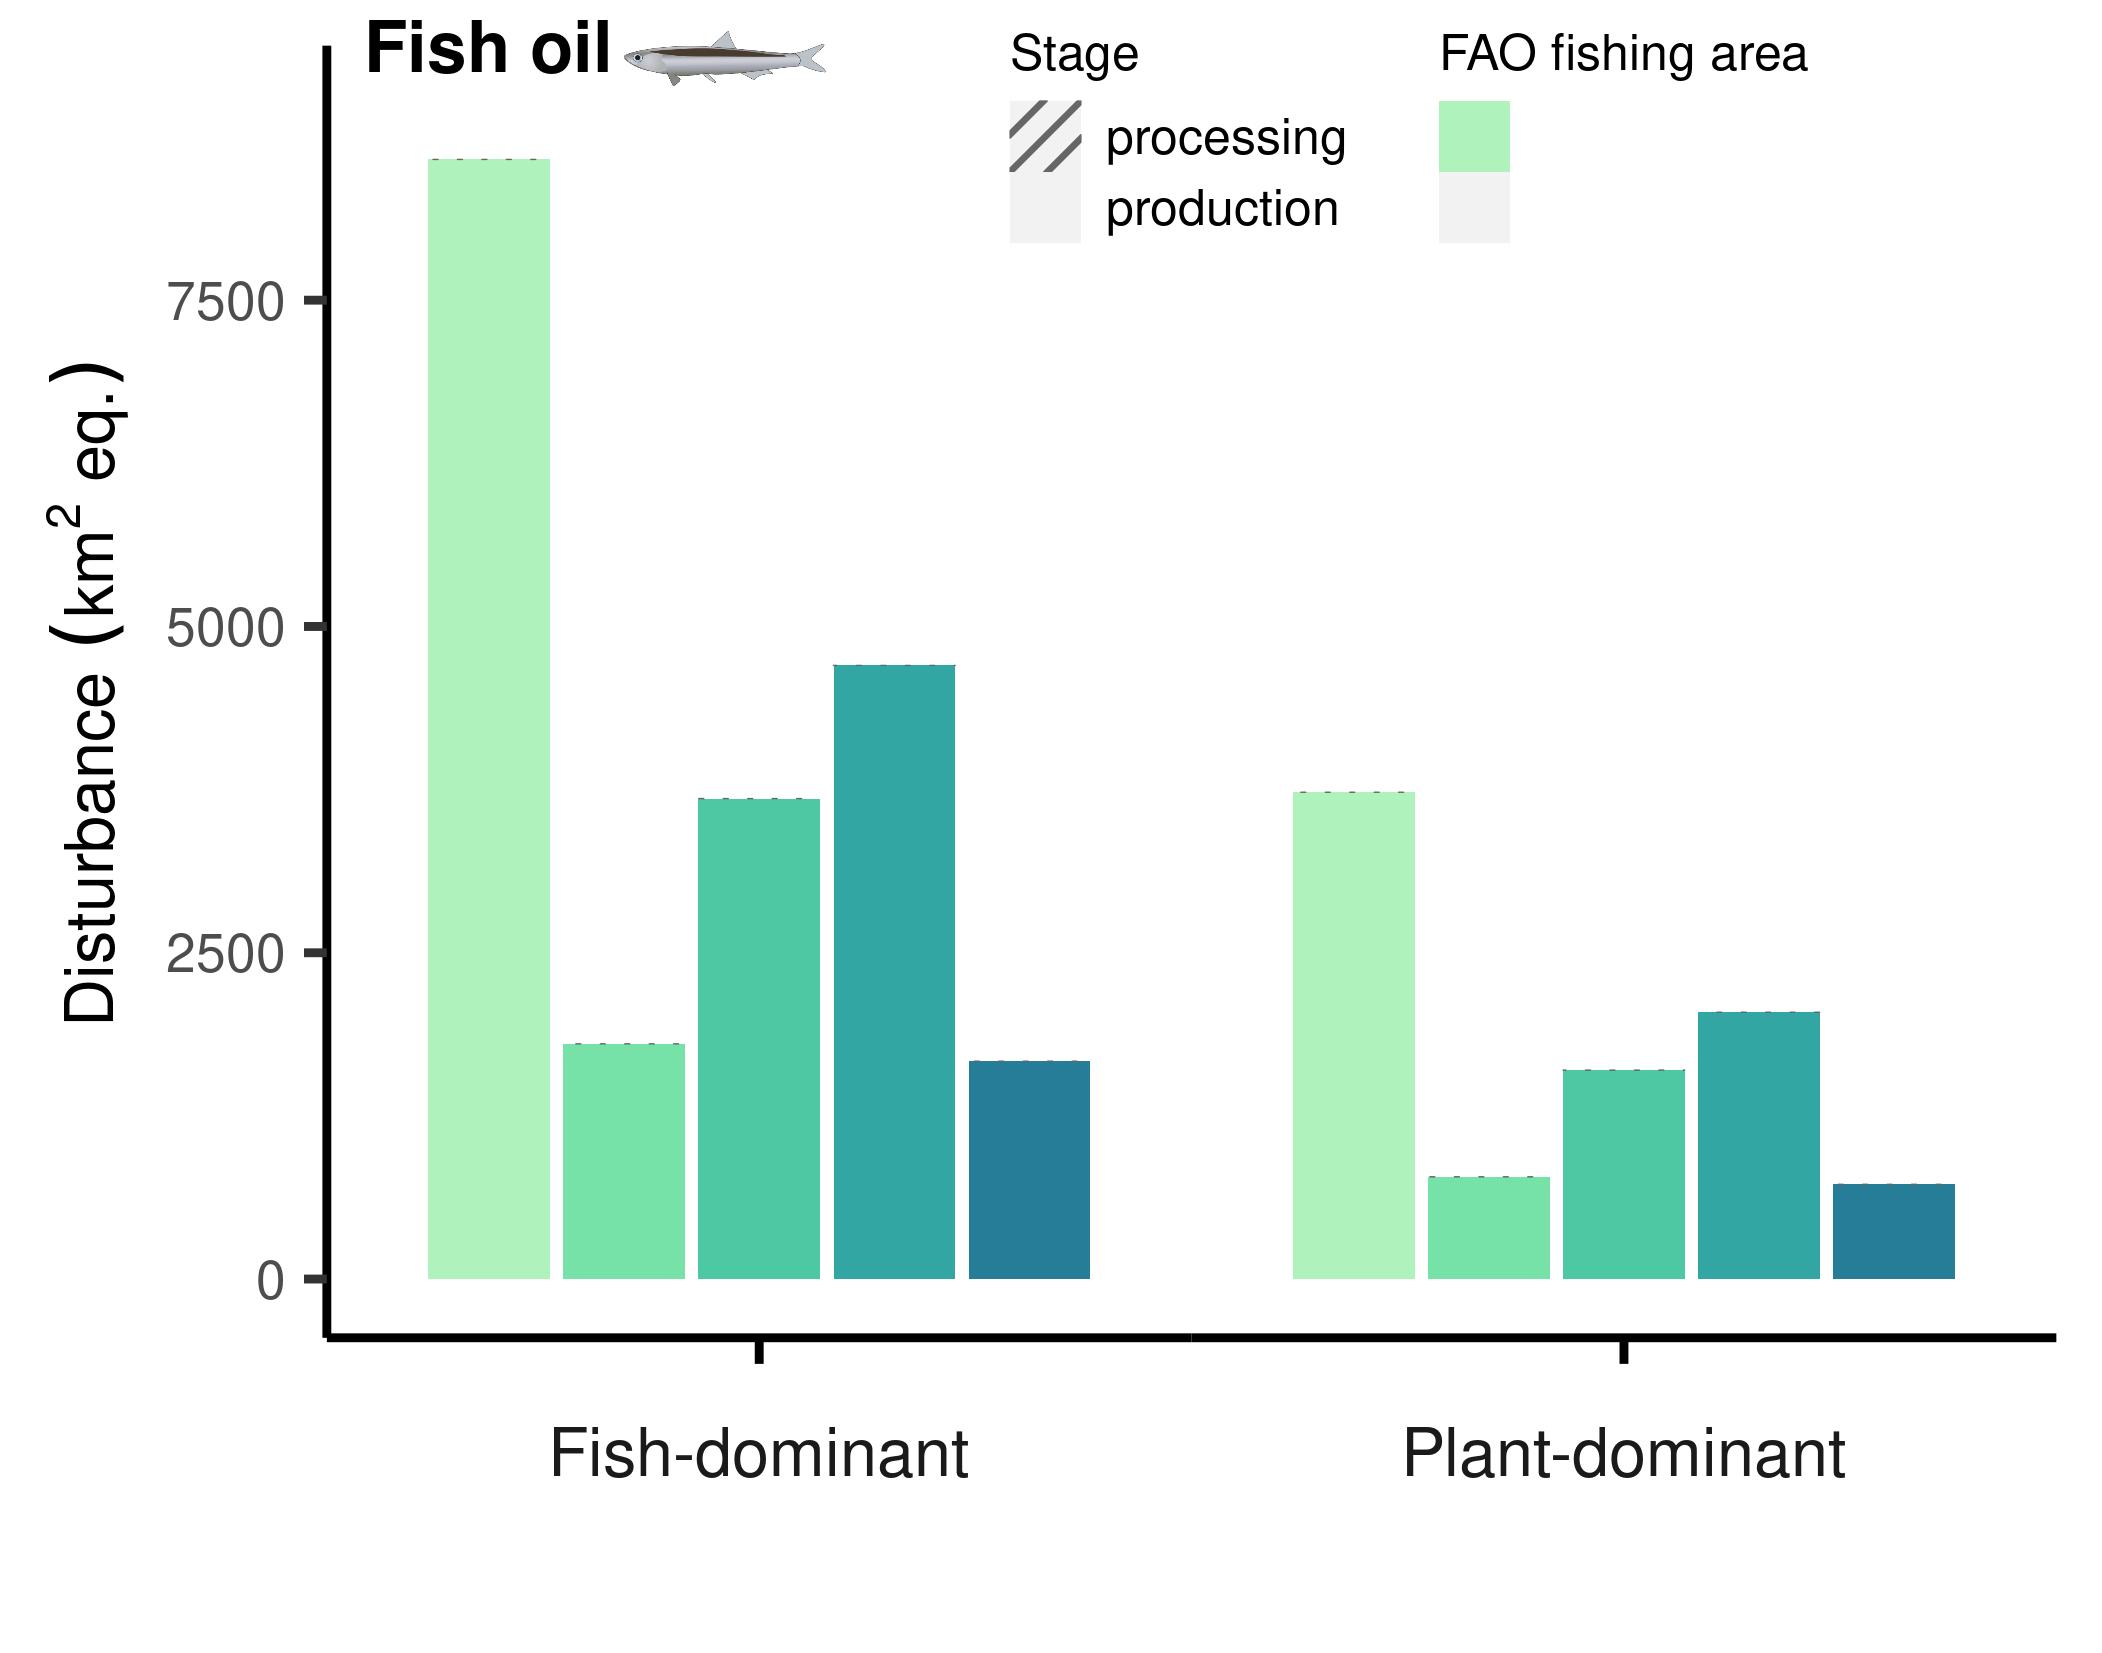 Fish oil
Stage
processing
production
FAO fishing area
Disturbance (km² eq.)
7500
5000
2500
0
Fish-dominant
Plant-dominant